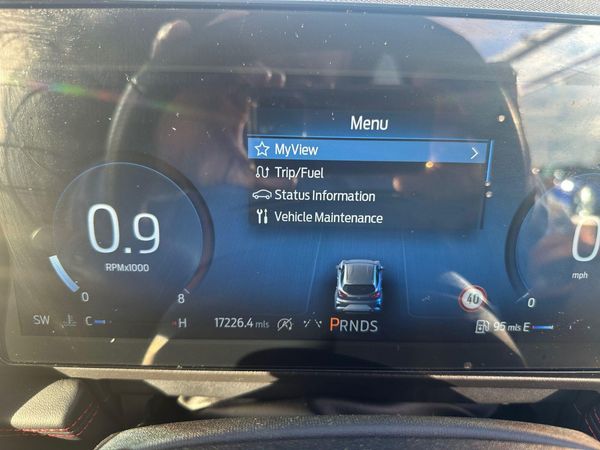 Menu
MyView
Trip/Fuel
Status Information
Vehicle Maintenance
0.9
RPMx1000
0 8
0
mph
0
40
SW C H 17226.4 mls PRNDS 95 mls E